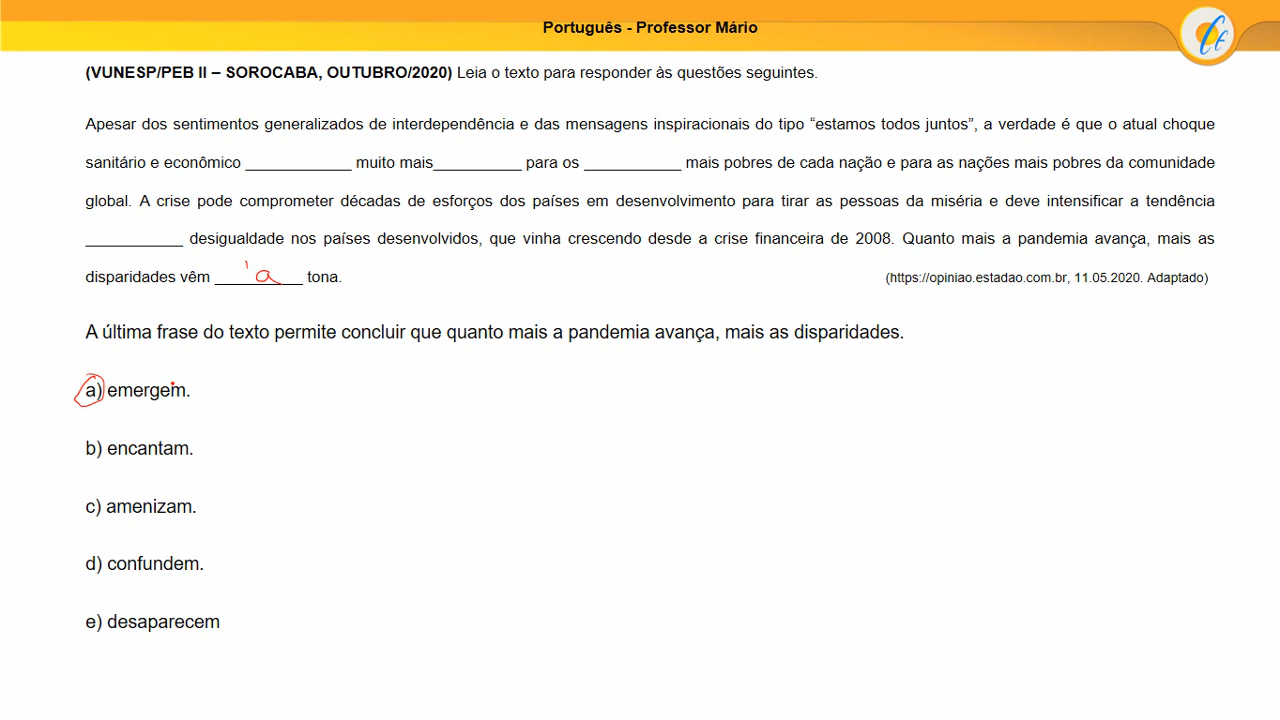 Português - Professor Mário
(VUNESP/PEB II – SOROCABA, OUTUBRO/2020) Leia o texto para responder às questões seguintes.
Apesar dos sentimentos generalizados de interdependência e das mensagens inspiracionais do tipo “estamos todos juntos”, a verdade é que o atual choque
sanitário e econômico ____________ muito mais__________ para os ___________ mais pobres de cada nação e para as nações mais pobres da comunidade
global. A crise pode comprometer décadas de esforços dos países em desenvolvimento para tirar as pessoas da miséria e deve intensificar a tendência
___________ desigualdade nos países desenvolvidos, que vinha crescendo desde a crise financeira de 2008. Quanto mais a pandemia avança, mais as
disparidades vêm ____à____ tona. (https://opiniao.estadao.com.br, 11.05.2020. Adaptado)
A última frase do texto permite concluir que quanto mais a pandemia avança, mais as disparidades.
a) emergem.
b) encantam.
c) amenizam.
d) confundem.
e) desaparecem